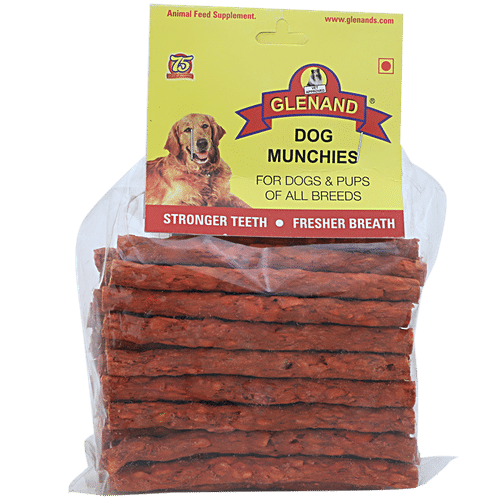 Animal Feed Supplement.
www.glenands.com
75
GLENAND ®
DOG
MUNCHIES
FOR DOGS & PUPS
OF ALL BREEDS
STRONGER TEETH • FRESHER BREATH